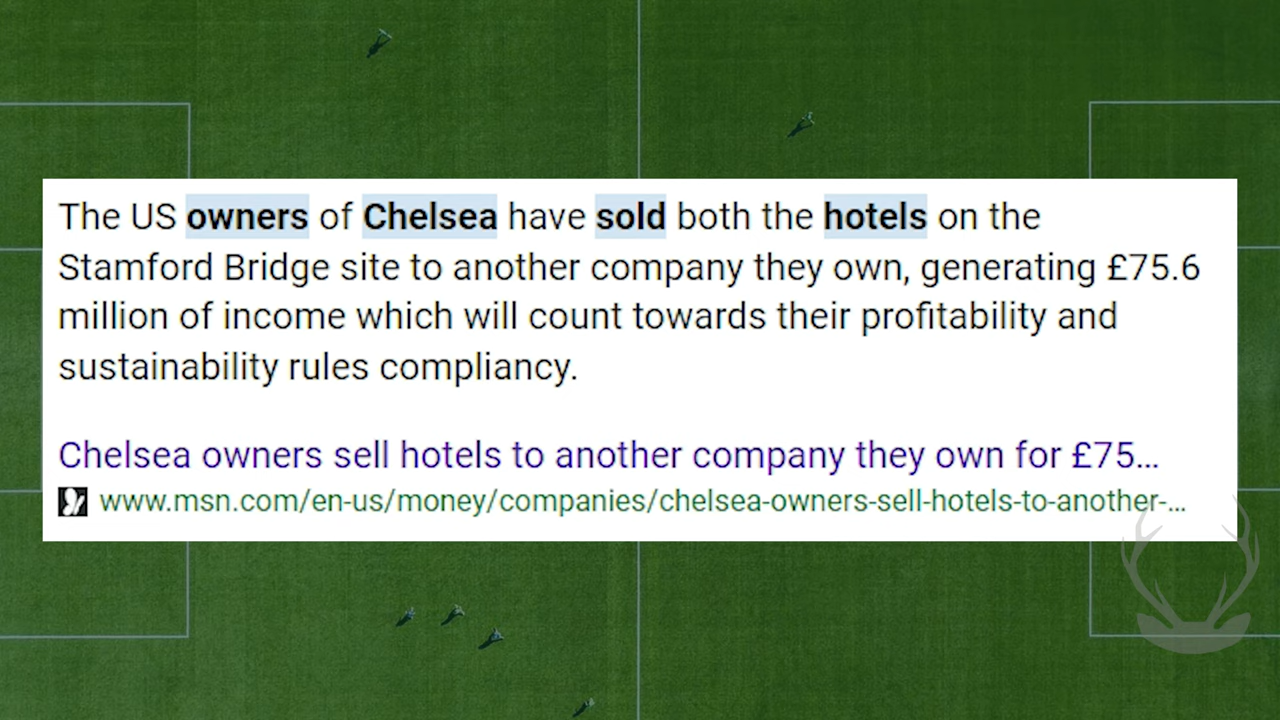 The US owners of Chelsea have sold both the hotels on the
Stamford Bridge site to another company they own, generating £75.6
million of income which will count towards their profitability and
sustainability rules compliancy.
Chelsea owners sell hotels to another company they own for £75...
www.msn.com/en-us/money/companies/chelsea-owners-sell-hotels-to-another-...